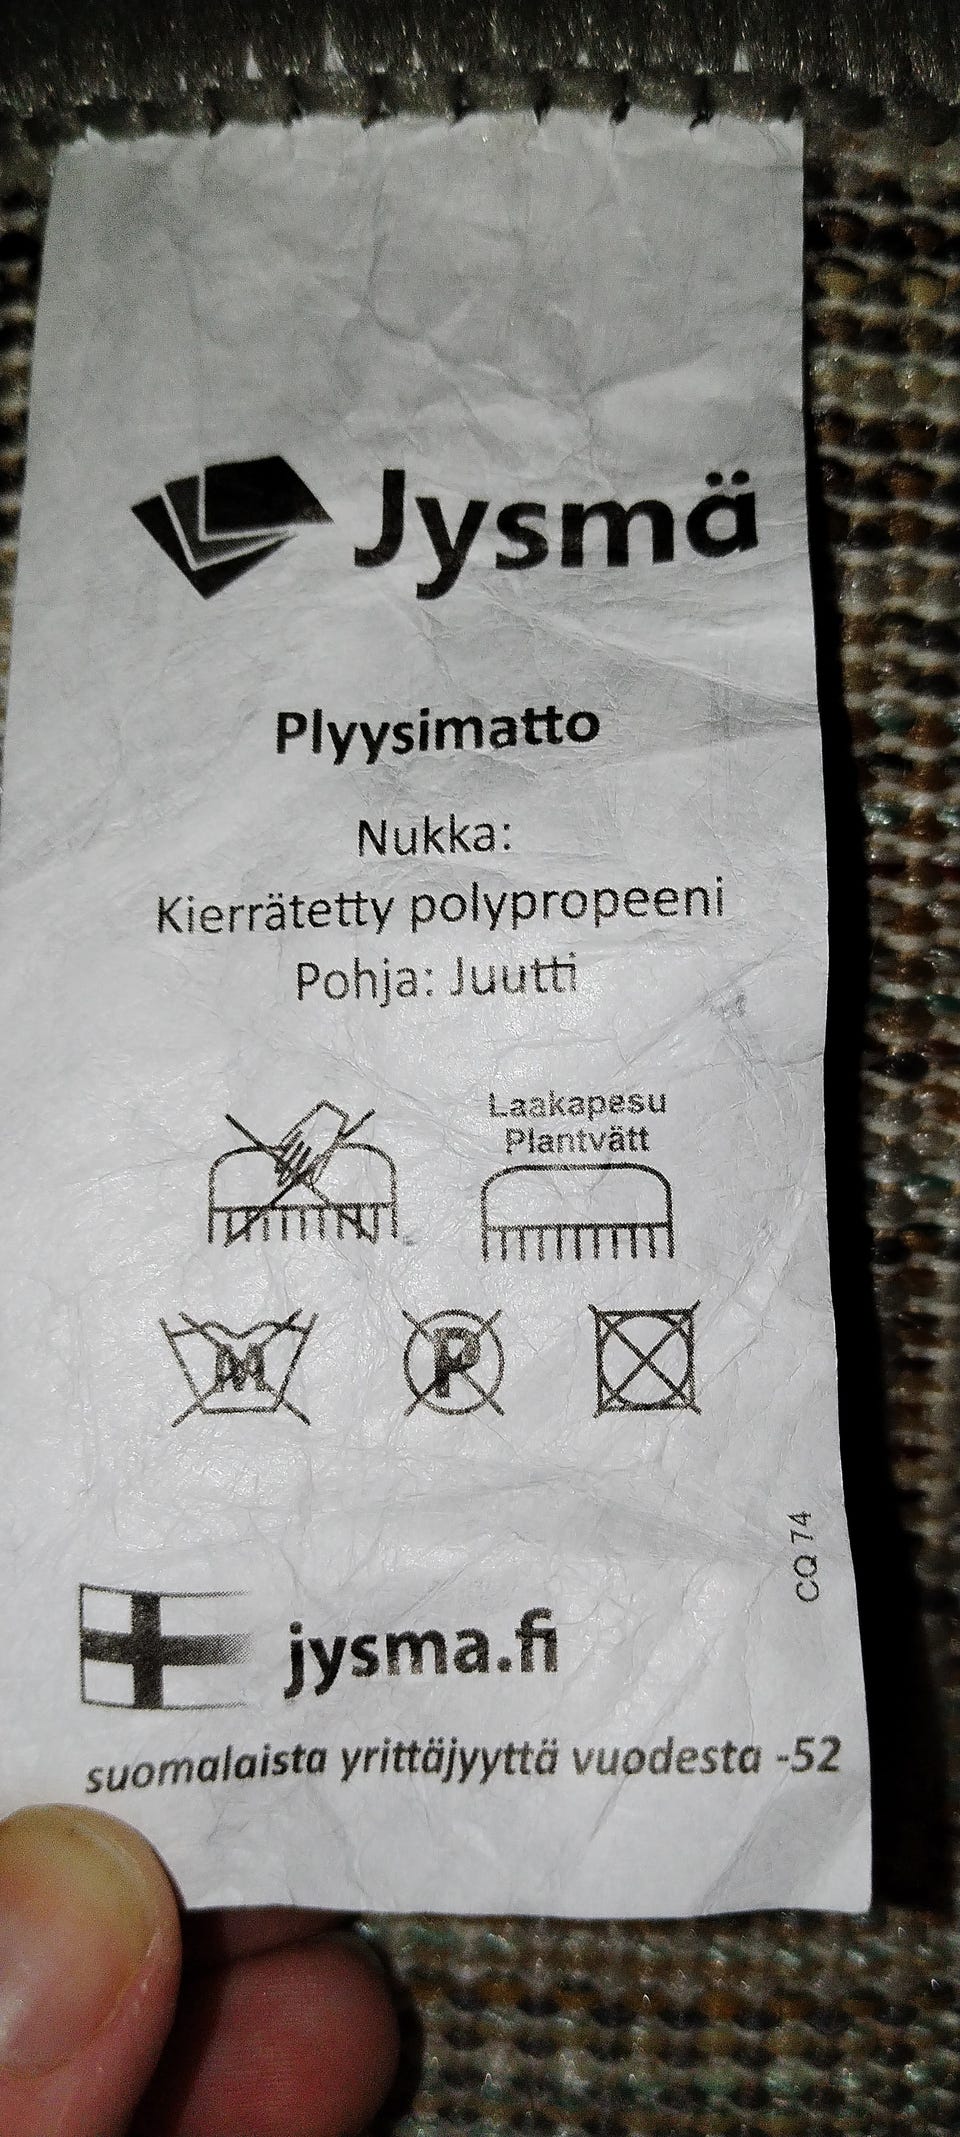 Jysmä
Plyysimatto
Nukka:
Kierrätetty polypropeeni
Pohja: Juutti
Laakapesu
Plantvätt
M
P
CQ 74
jysma.fi
suomalaista yrittäjyyttä vuodesta -52